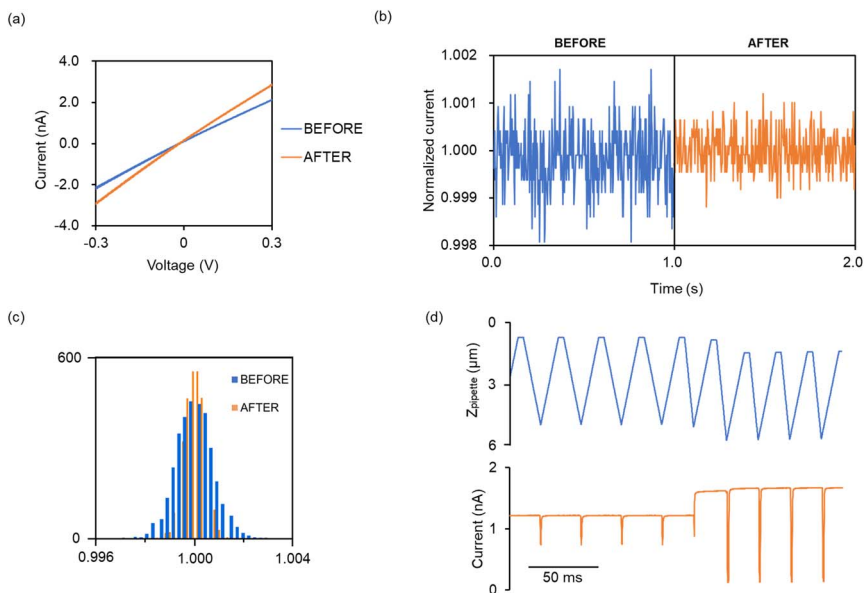 (a)
4.0
2.0
0.0
-2.0
-4.0
Current (nA)
-0.3
0
0.3
Voltage (V)
BEFORE
AFTER
(b)
BEFORE
AFTER
1.002
1.001
1.000
0.999
0.998
Normalized current
0.0
1.0
2.0
Time (s)
(c)
600
0
0.996
1.000
1.004
BEFORE
AFTER
(d)
0
3
6
Zpipette (μm)
2
1
0
Current (nA)
50 ms